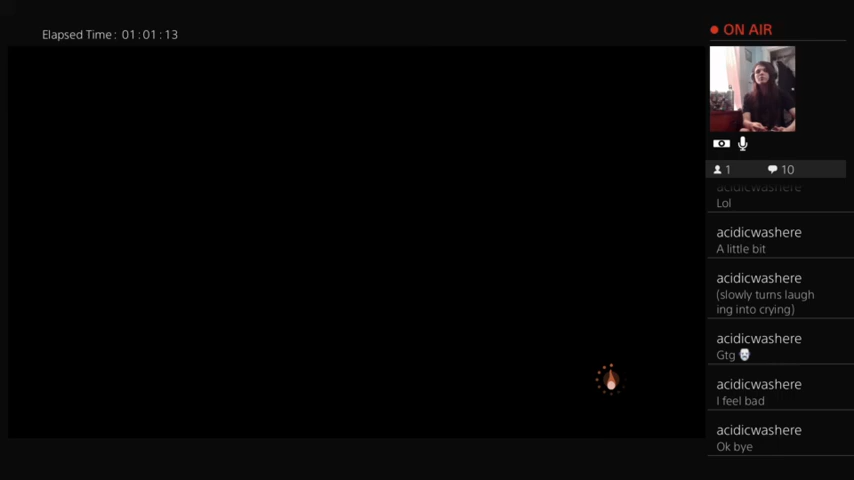 Elapsed Time: 01:01:13
ON AIR
1
10
acidicwashere
Lol
acidicwashere
A little bit
acidicwashere
(slowly turns laugh
ing into crying)
acidicwashere
Gtg
acidicwashere
I feel bad
acidicwashere
Ok bye